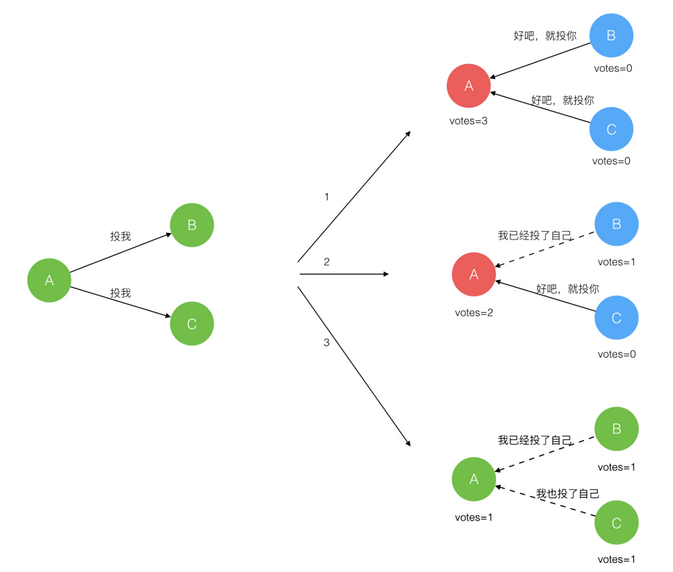 A
投我
B
投我
C
1
2
3
好吧，就投你
B
votes=0
A
votes=3
好吧，就投你
C
votes=0
我已经投了自己
B
votes=1
A
votes=2
好吧，就投你
C
votes=0
我已经投了自己
B
votes=1
A
votes=1
我也投了自己
C
votes=1